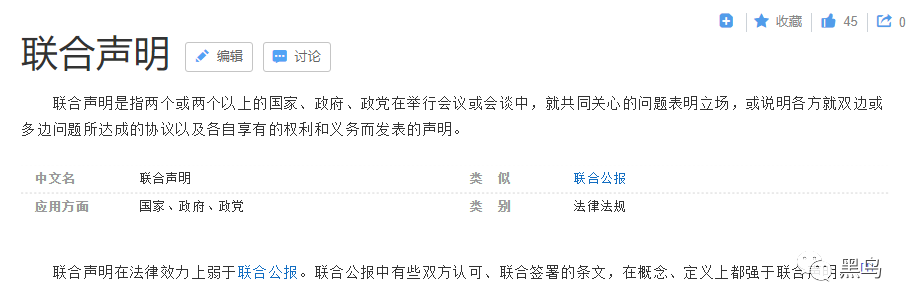 收藏 45 0
联合声明 编辑 讨论
联合声明是指两个或两个以上的国家、政府、政党在举行会议或会谈中，就共同关心的问题表明立场，或说明各方就双边或
多边问题所达成的协议以及各自享有的权利和义务而发表的声明。
中文名 联合声明 类 似 联合公报
应用方面 国家、政府、政党 类 别 法律法规
联合声明在法律效力上弱于联合公报。联合公报中有些双方认可、联合签署的条文，在概念、定义上都强于联合
黑鸟